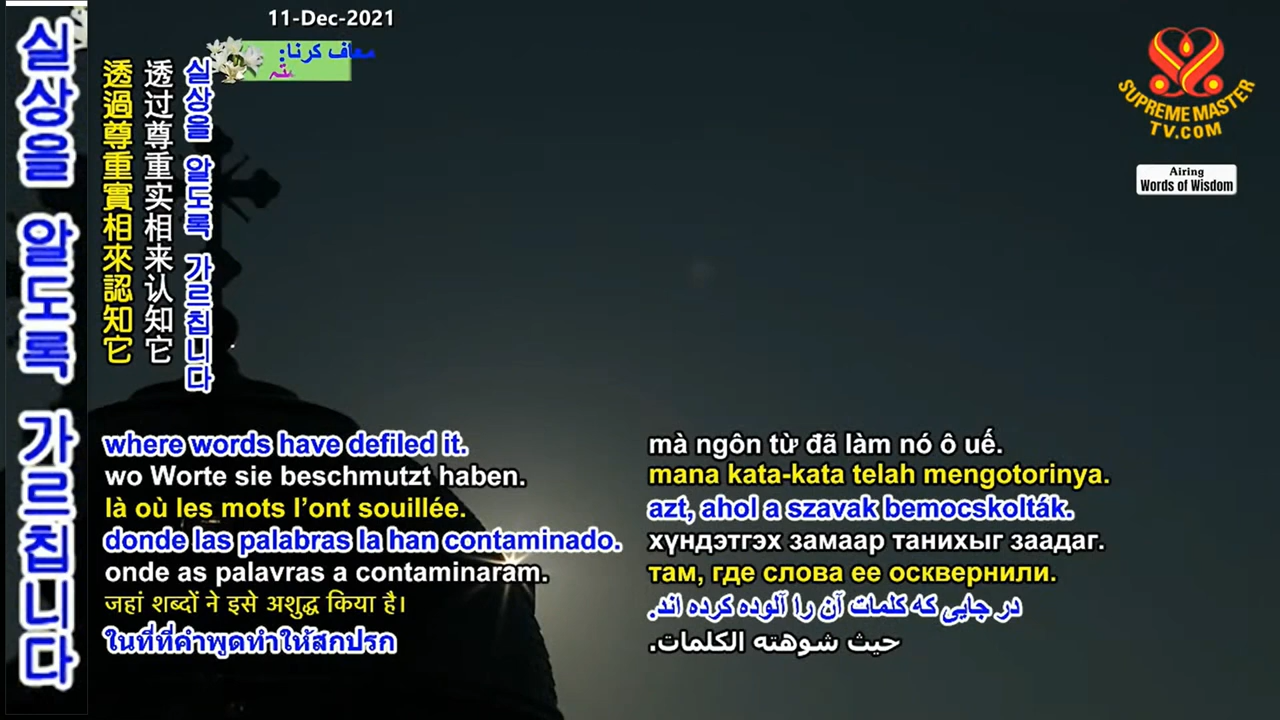 11-Dec-2021
معاف کرنا:
SUPREME MASTER
TV.COM
Airing
Words of Wisdom
실상을 알도록 가르칩니다
透過尊重實相來認知它
透过尊重实相来认知它
실상을 알도록 가르칩니다
where words have defiled it.
wo Worte sie beschmutzt haben.
là où les mots l’ont souillée.
donde las palabras la han contaminado.
onde as palavras a contaminaram.
जहां शब्दों ने इसे अशुद्ध किया है।
ในที่ที่คำพูดทำให้สกปรก
mà ngôn từ đã làm nó ô uế.
mana kata-kata telah mengotorinya.
azt, ahol a szavak bemocskolták.
хүндэтгэх замаар танихыг заадаг.
там, где слова ее осквернили.
در جایی که کلمات آن را آلوده کرده اند.
حيث شوهته الكلمات.